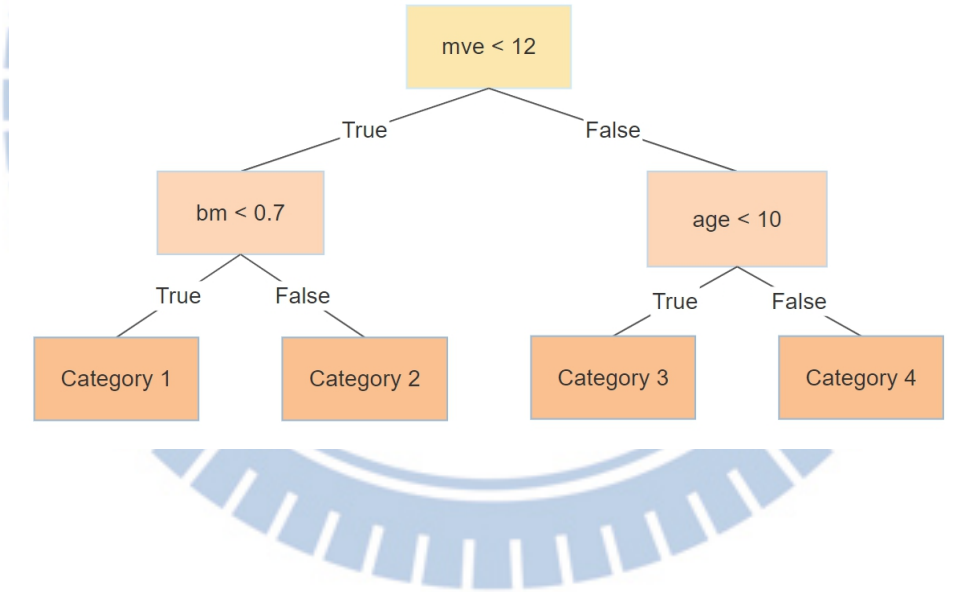 mve < 12
True
False
bm < 0.7
age < 10
True
False
True
False
Category 1
Category 2
Category 3
Category 4